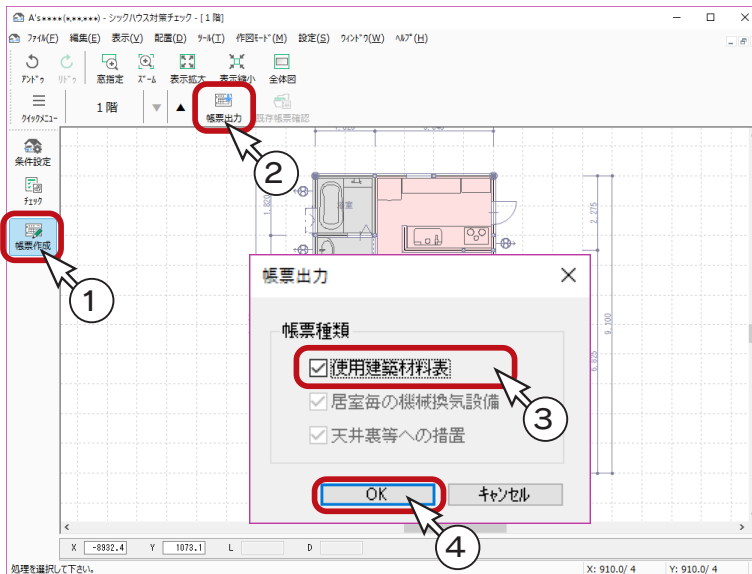 A's****(*,**,***) - シックハウス対策チェック - [1 階]
ファイル(F) 編集(E) 表示(V) 配置(D) ツール(T) 作図モード(M) 設定(S) ウィンドウ(W) ヘルプ(H)
アンドゥ リドゥ 窓指定 ズーム 表示拡大 表示縮小 全体図
クイックメニュー 1階 帳票出力 既存帳票確認
②
条件設定
チェック
帳票作成
①
1,820
2,275
9,100
6,825
浴室
帳票出力
帳票種類
使用建築材料表
居室毎の機械換気設備
天井裏等への措置
③
OK キャンセル
④
X -8932.4 Y 1073.1 L D
処理を選択して下さい。 X: 910.0/ 4 Y: 910.0/ 4